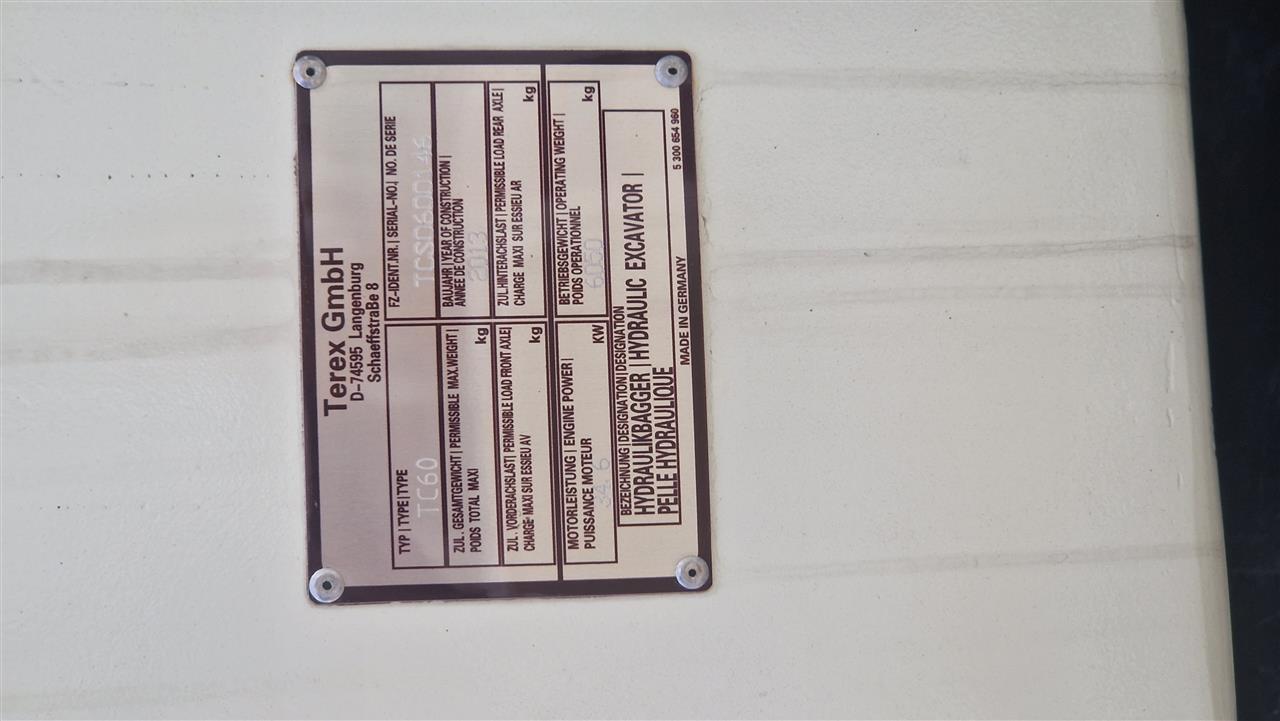 Terex GmbH
D-74595 Langenburg
Schaeffstraße 8
TYP | TYPE | TYPE
TC60
FZ-IDENT.NR. | SERIAL-NO. | NO. DE SERIE
ZUL. GESAMTGEWICHT | PERMISSIBLE MAX.WEIGHT |
POIDS TOTAL MAXI
kg
BAUJAHR | YEAR OF CONSTRUCTION |
ANNEE DE CONSTRUCTION
2013
ZUL. VORDERACHSLAST | PERMISSIBLE LOAD FRONT AXLE |
CHARGE MAXI SUR ESSIEU AV
kg
ZUL.HINTERACHSLAST | PERMISSIBLE LOAD REAR AXLE |
CHARGE MAXI SUR ESSIEU AR
kg
MOTORLEISTUNG | ENGINE POWER |
PUISSANCE MOTEUR
KW
34.6
BETRIEBSGEWICHT | OPERATING WEIGHT |
POIDS OPERATIONNEL
kg
6060
BEZEICHNUNG | DESIGNATION | DESIGNATION
HYDRAULIKBAGGER | HYDRAULIC EXCAVATOR |
PELLE HYDRAULIQUE
MADE IN GERMANY
5 300 654 960